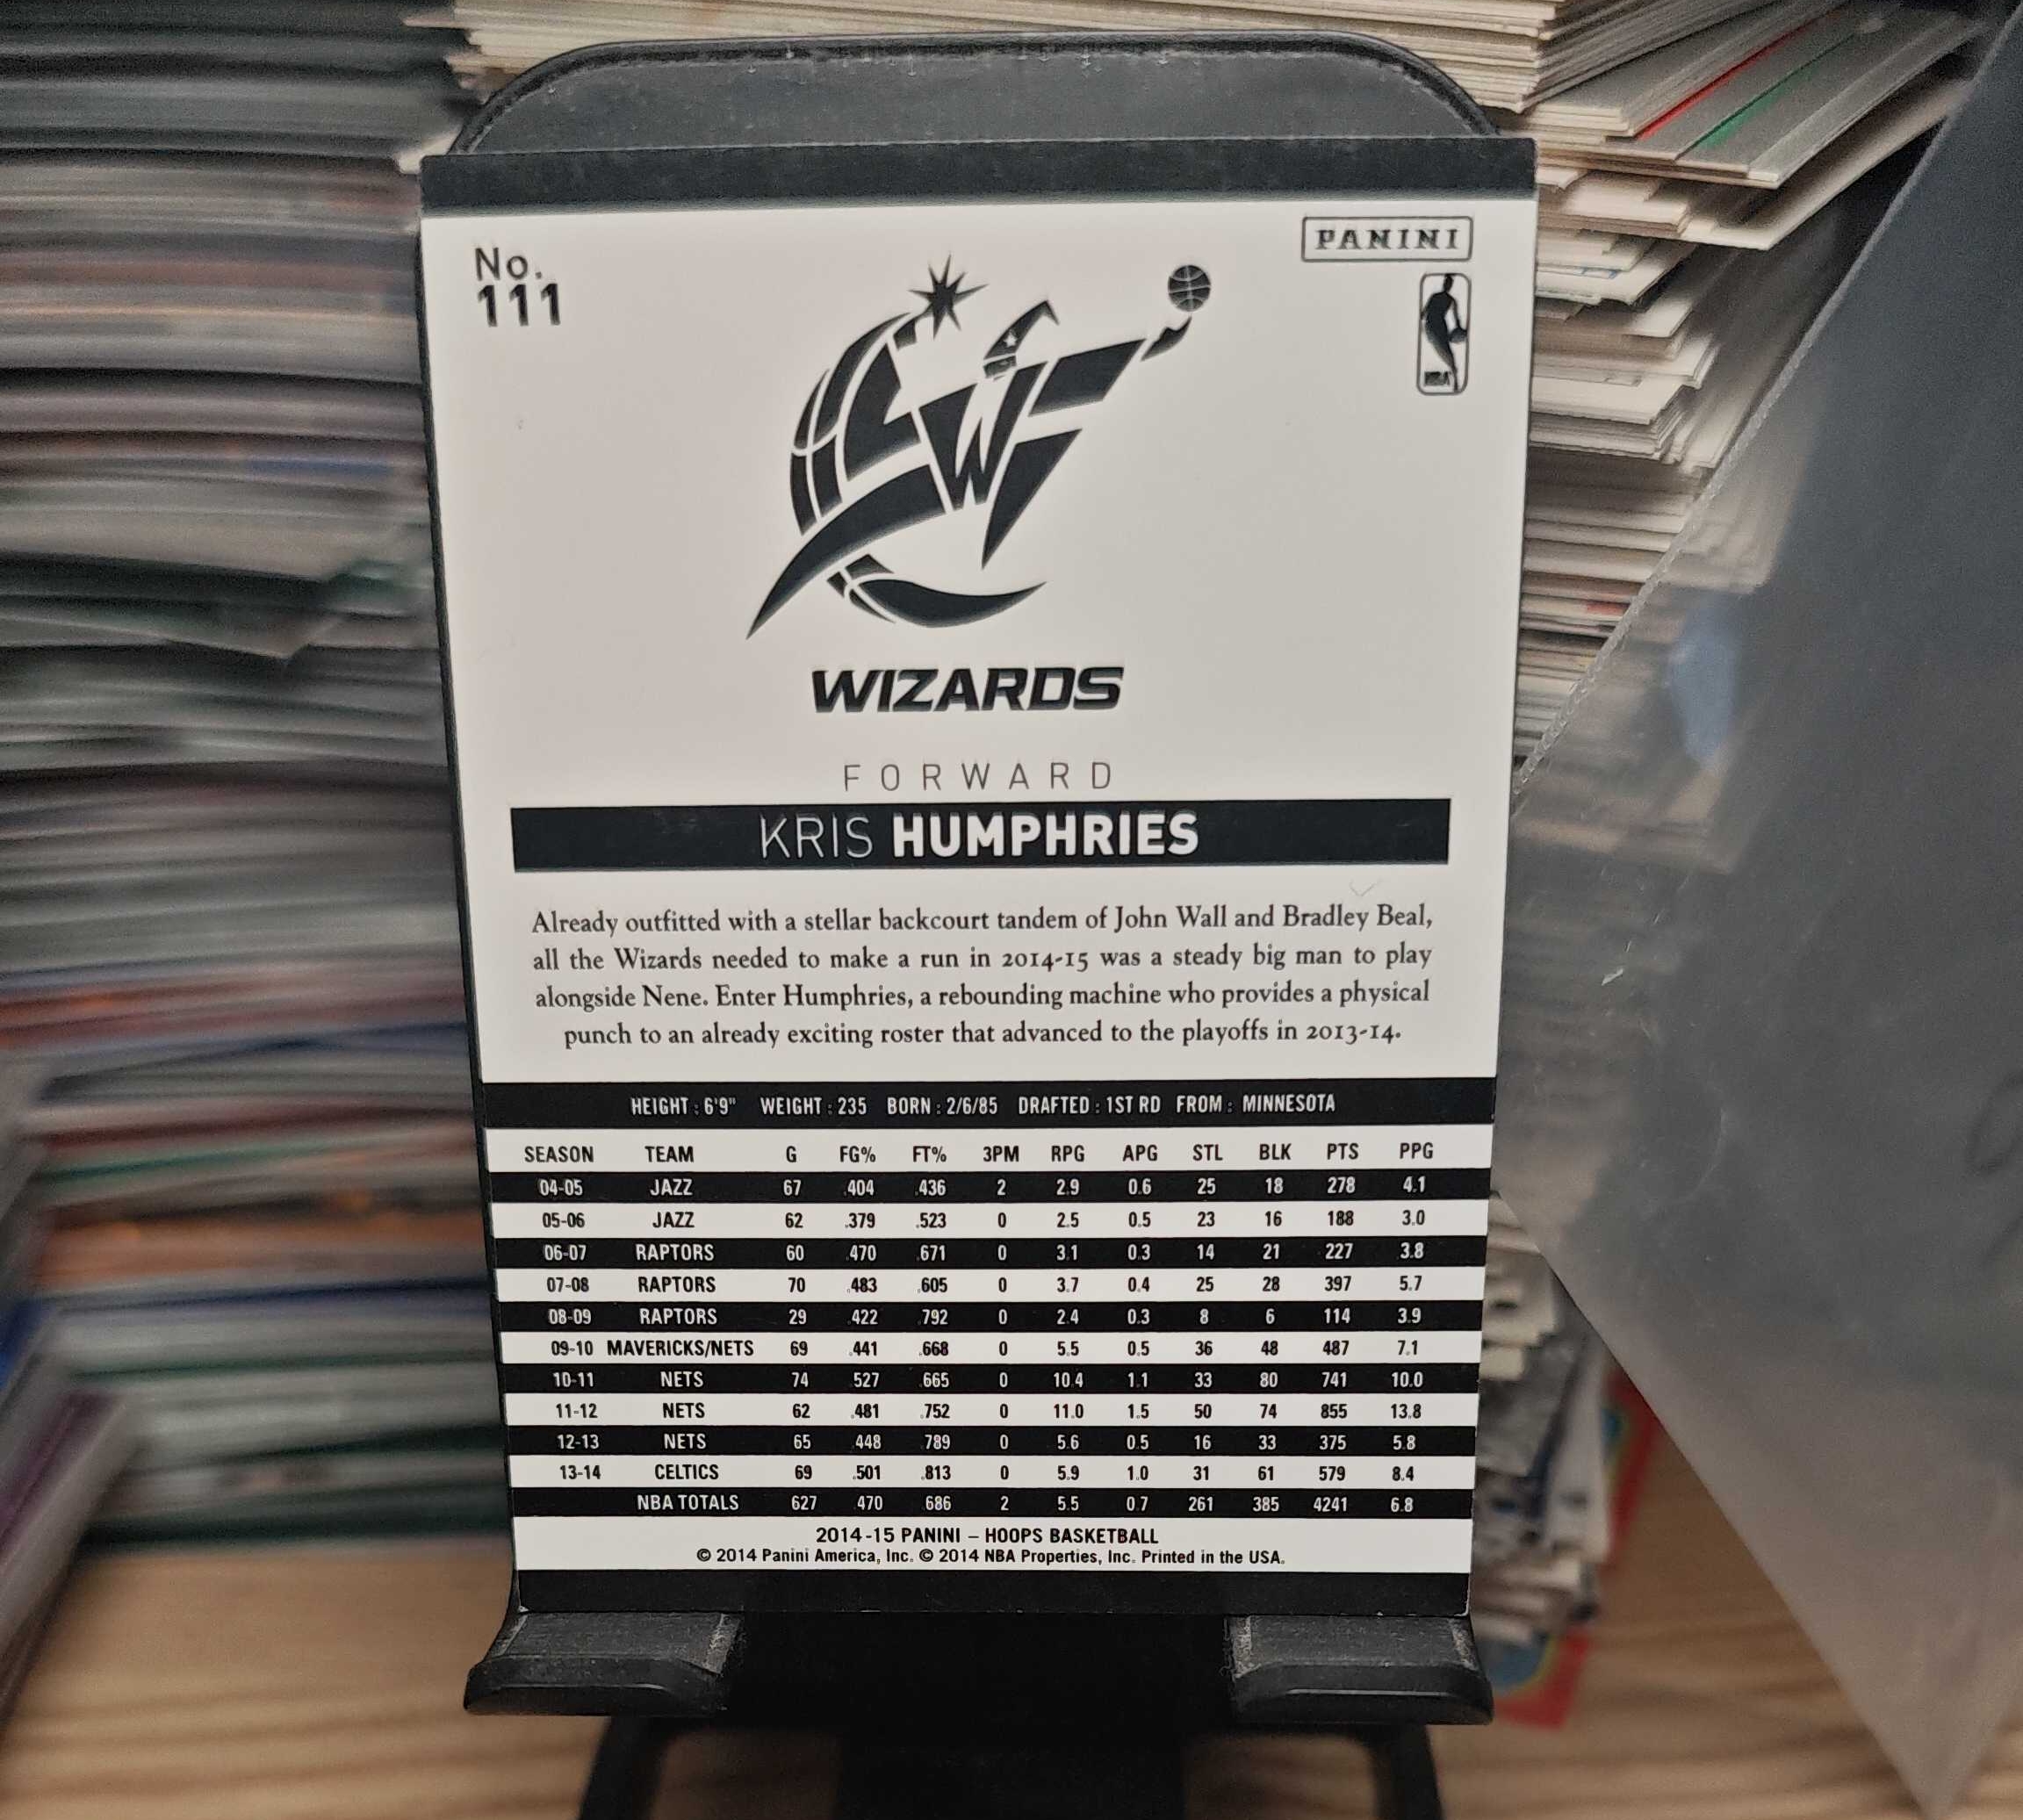 No.
111
PANINI
NBA
WIZARDS
FORWARD
KRIS HUMPHRIES
Already outfitted with a stellar backcourt tandem of John Wall and Bradley Beal,
all the Wizards needed to make a run in 2014-15 was a steady big man to play
alongside Nene. Enter Humphries, a rebounding machine who provides a physical
punch to an already exciting roster that advanced to the playoffs in 2013-14.
HEIGHT : 6'9" WEIGHT : 235 BORN : 2/6/85 DRAFTED : 1ST RD FROM : MINNESOTA
SEASON TEAM G FG% FT% 3PM RPG APG STL BLK PTS PPG
04-05 JAZZ 67 .404 .436 2 2.9 0.6 25 18 278 4.1
05-06 JAZZ 62 .379 .523 0 2.5 0.5 23 16 188 3.0
06-07 RAPTORS 60 .470 .671 0 3.1 0.3 14 21 227 3.8
07-08 RAPTORS 70 .483 .605 0 3.7 0.4 25 28 397 5.7
08-09 RAPTORS 29 .422 .792 0 2.4 0.3 8 6 114 3.9
09-10 MAVERICKS/NETS 69 .441 .668 0 5.5 0.5 36 48 487 7.1
10-11 NETS 74 .527 .665 0 10.4 1.1 33 80 741 10.0
11-12 NETS 62 .481 .752 0 11.0 1.5 50 74 855 13.8
12-13 NETS 65 .448 .789 0 5.6 0.5 16 33 375 5.8
13-14 CELTICS 69 .501 .813 0 5.9 1.0 31 61 579 8.4
NBA TOTALS 627 .470 .686 2 5.5 0.7 261 385 4241 6.8
2014-15 PANINI – HOOPS BASKETBALL
© 2014 Panini America, Inc. © 2014 NBA Properties, Inc. Printed in the USA.